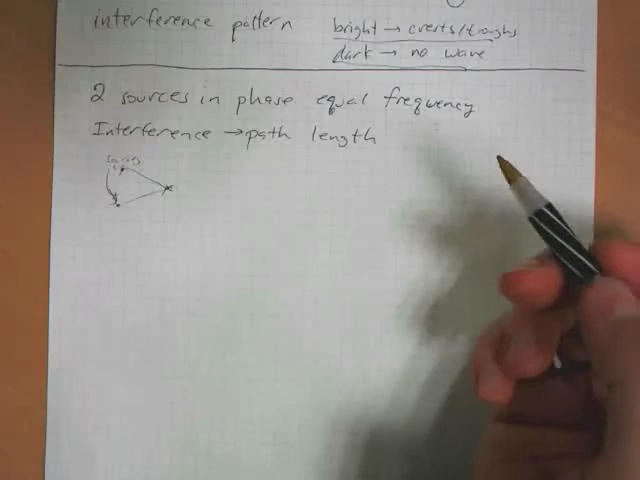 interference pattern
bright → crests/troughs
dark → no wave
2 sources in phase equal frequency
Interference → path length